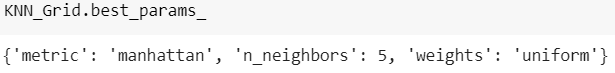 KNN_Grid.best_params_
{'metric': 'manhattan', 'n_neighbors': 5, 'weights': 'uniform'}